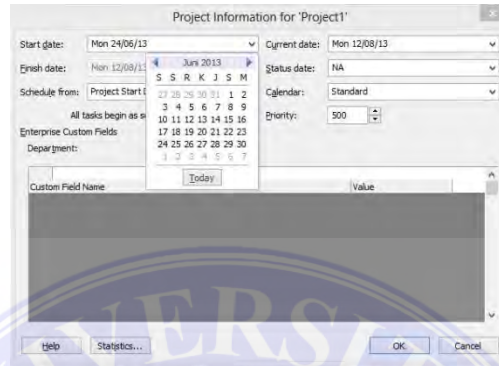 Project Information for 'Project1'
Start date: Mon 24/06/13 Current date: Mon 12/08/13
Finish date: Mon 12/08/13 Status date: NA
Schedule from: Project Start D Calendar: Standard
All tasks begin as s Priority: 500
Enterprise Custom Fields
Department:
Juni 2013
S S R K J S M
27 28 29 30 31 1 2
3 4 5 6 7 8 9
10 11 12 13 14 15 16
17 18 19 20 21 22 23
24 25 26 27 28 29 30
1 2 3 4 5 6 7
Today
Custom Field Name Value
Help Statistics... OK Cancel
VERSI